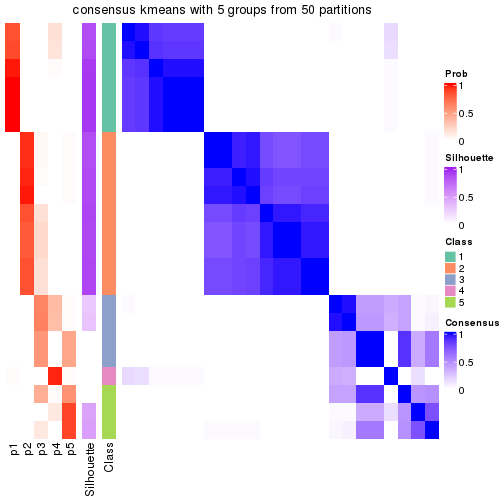 consensus kmeans with 5 groups from 50 partitions
Prob
1
0.5
0
Silhouette
1
0.5
0
Class
1
2
3
4
5
Consensus
1
0.5
0
p1
p2
p3
p4
p5
Silhouette
Class